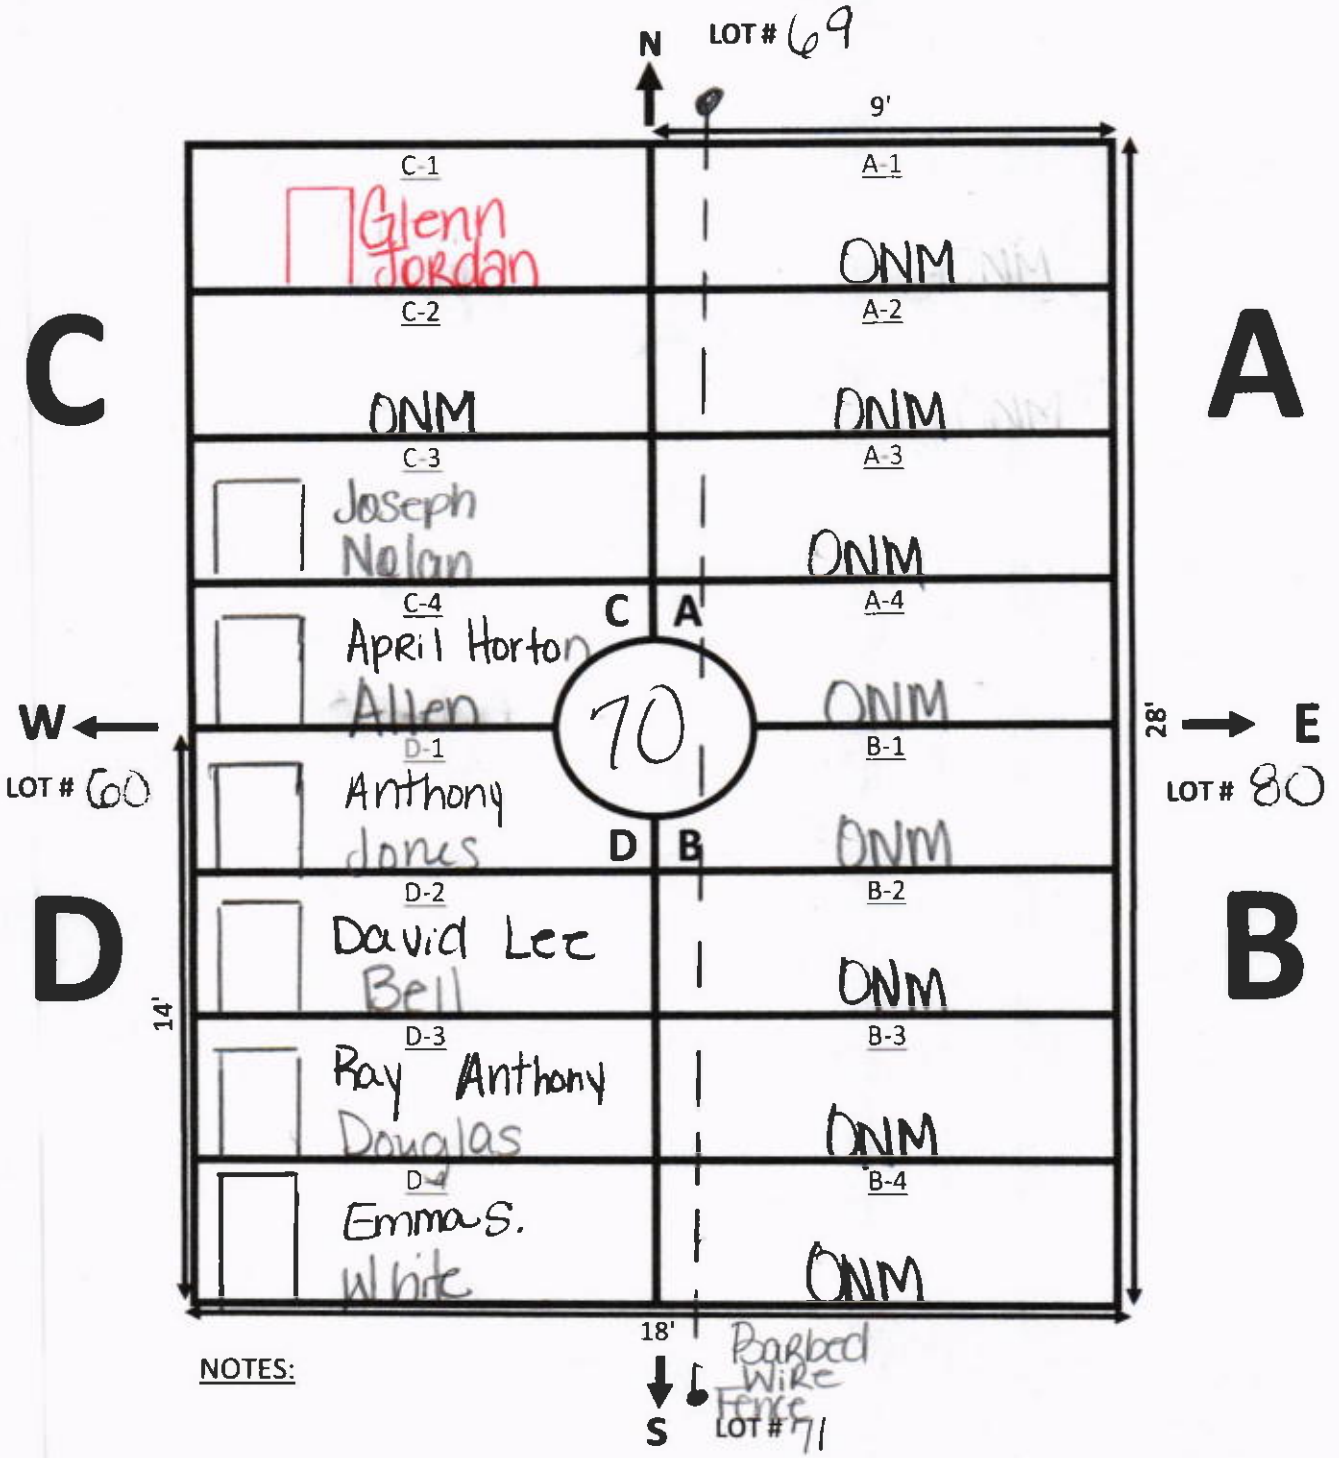 N
LOT # 69
9'
C-1
A-1
Glenn
Jordan
ONM
C
C-2
A-2
A
ONM
ONM
C-3
A-3
Joseph
Nolan
ONM
C-4
C A
A-4
April Horton
Allen
70
ONM
W
28'
E
D-1
B-1
LOT # 60
Anthony
LOT # 80
Jones
D B
ONM
D
D-2
B-2
B
David Lee
Bell
ONM
14'
D-3
B-3
Ray Anthony
Douglas
ONM
D-4
B-4
Emma S.
White
ONM
18'
NOTES:
Barbed
Wire
Fence
S
LOT # 71